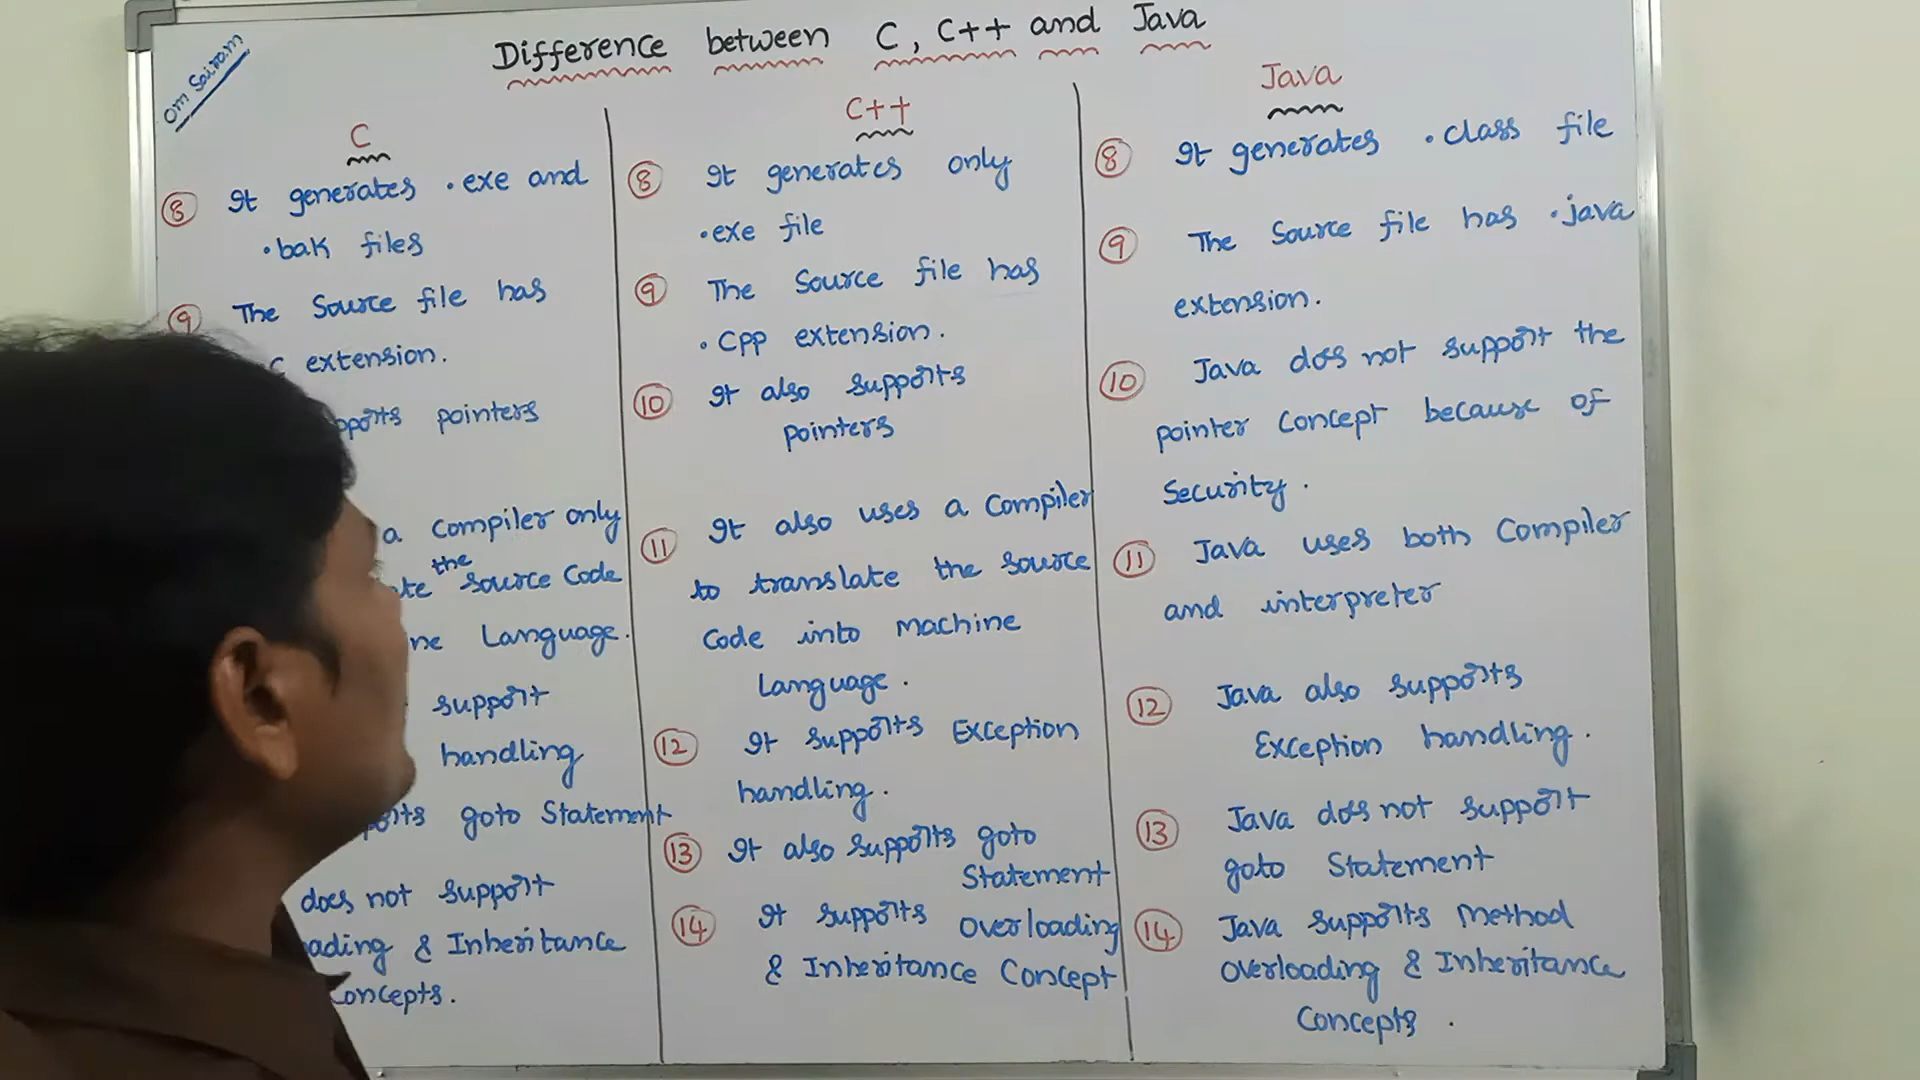 Om Sairam
Difference between C, C++ and Java
C
8 It generates .exe and
.bak files
9 The Source file has
C extension.
pports pointers
a compiler only
the
te source code
ne Language.
support
handling
ports goto Statement
does not support
ading & Inheritance
concepts.
C++
8 It generates only
.exe file
9 The Source file has
.Cpp extension.
10 It also supports
pointers
11 It also uses a compiler
to translate the source
code into machine
language.
12 It supports Exception
handling.
13 It also supports goto
Statement
14 It supports overloading
& Inheritance Concept
Java
8 It generates .class file
9 The Source file has .java
extension.
10 Java does not support the
pointer concept because of
security.
11 Java uses both compiler
and interpreter
12 Java also supports
Exception handling.
13 Java does not support
goto Statement
14 Java supports method
overloading & Inheritance
Concepts.